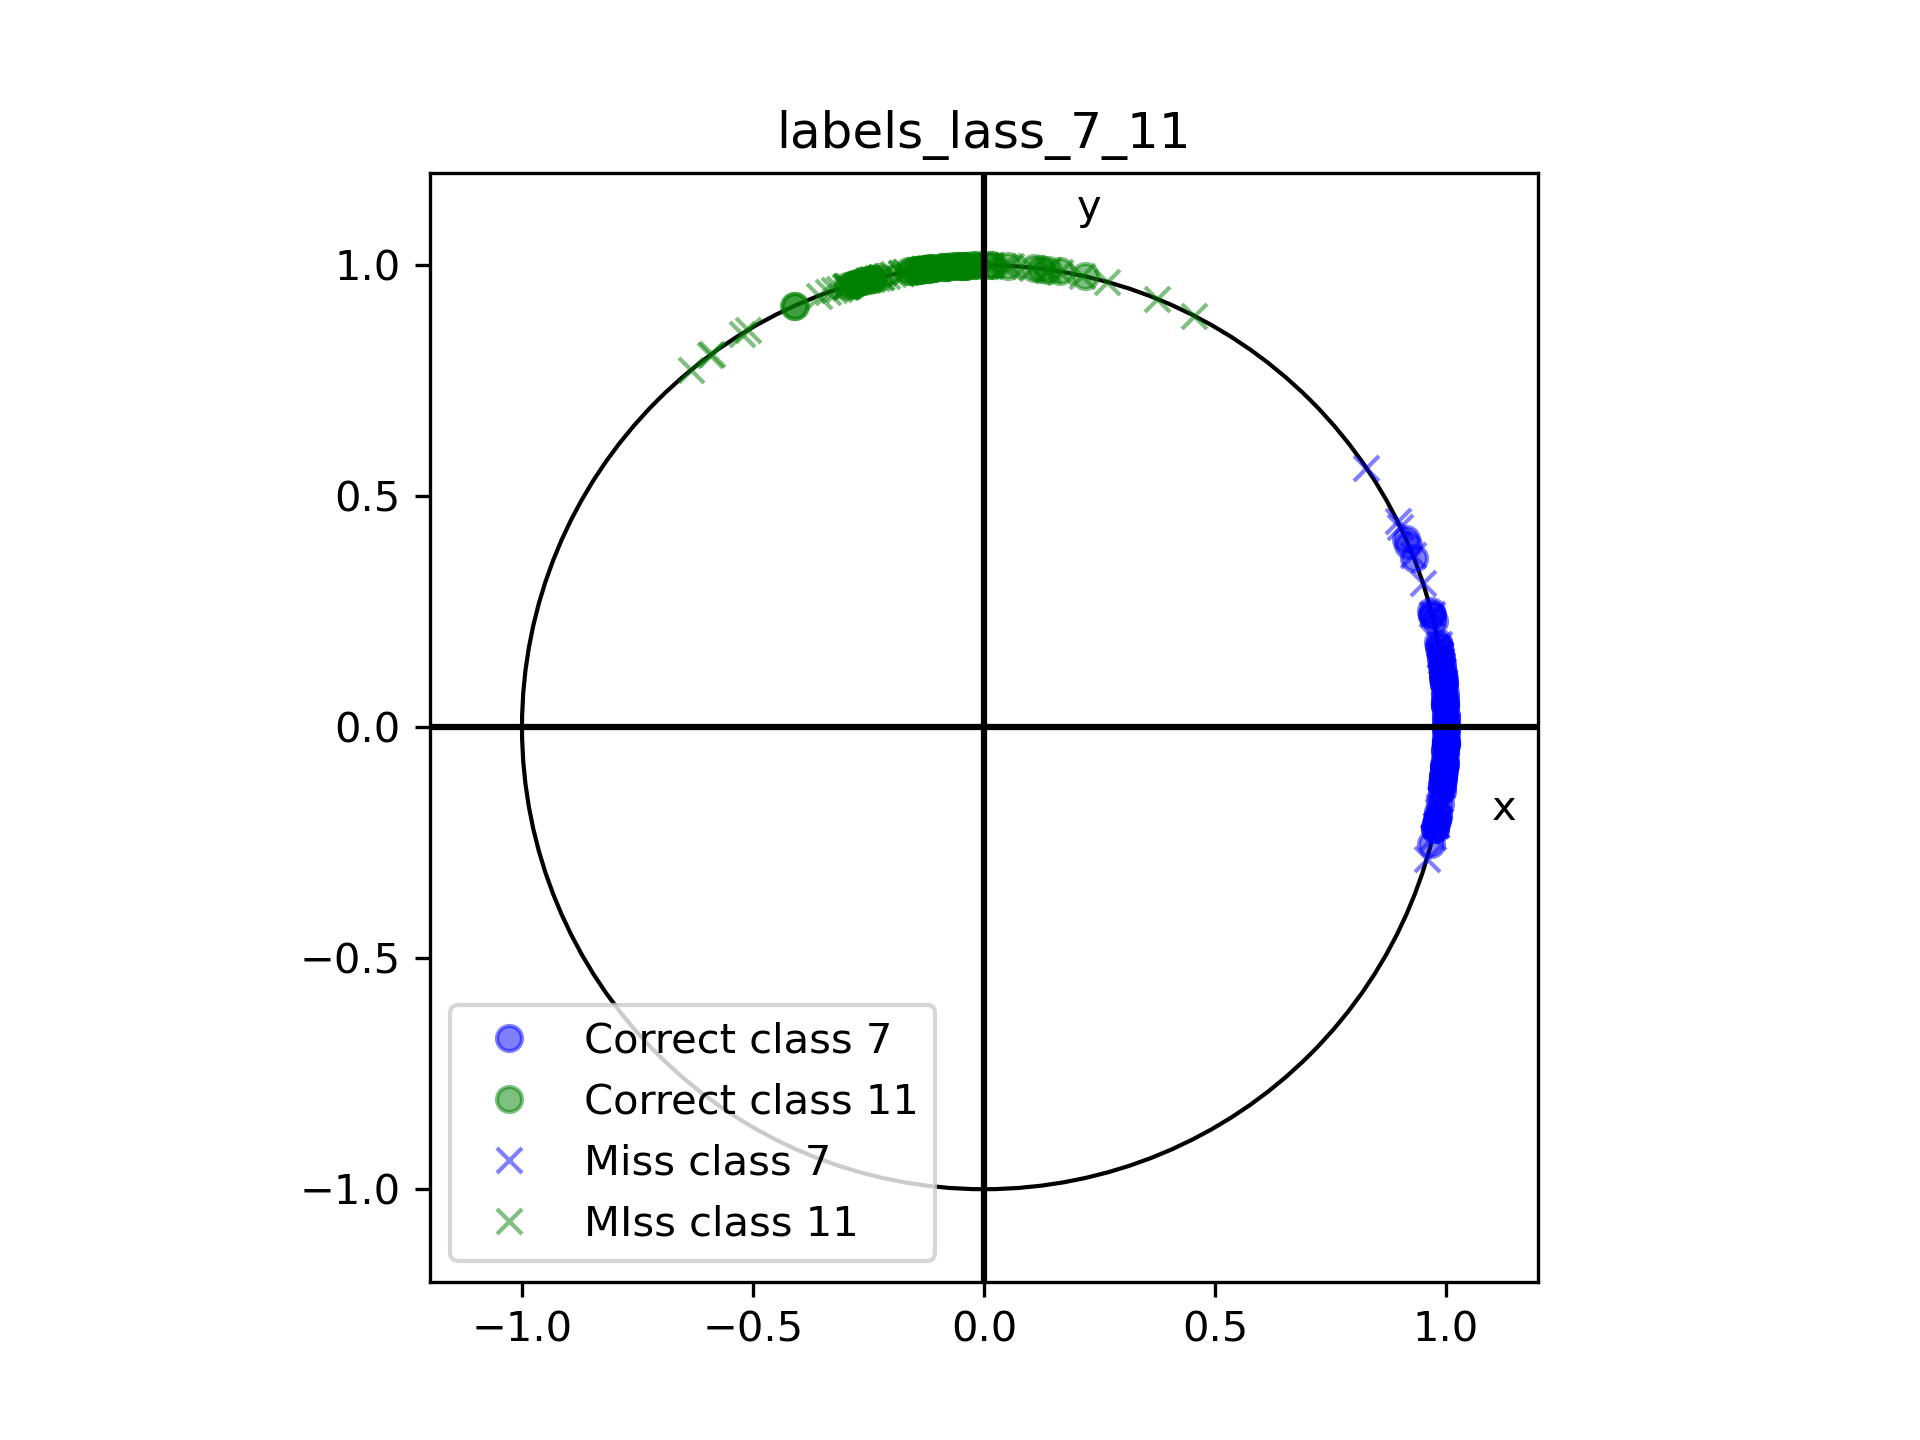 labels_lass_7_11
y
1.0
0.5
0.0
x
−0.5
−1.0
Correct class 7
Correct class 11
Miss class 7
MIss class 11
−1.0 −0.5 0.0 0.5 1.0